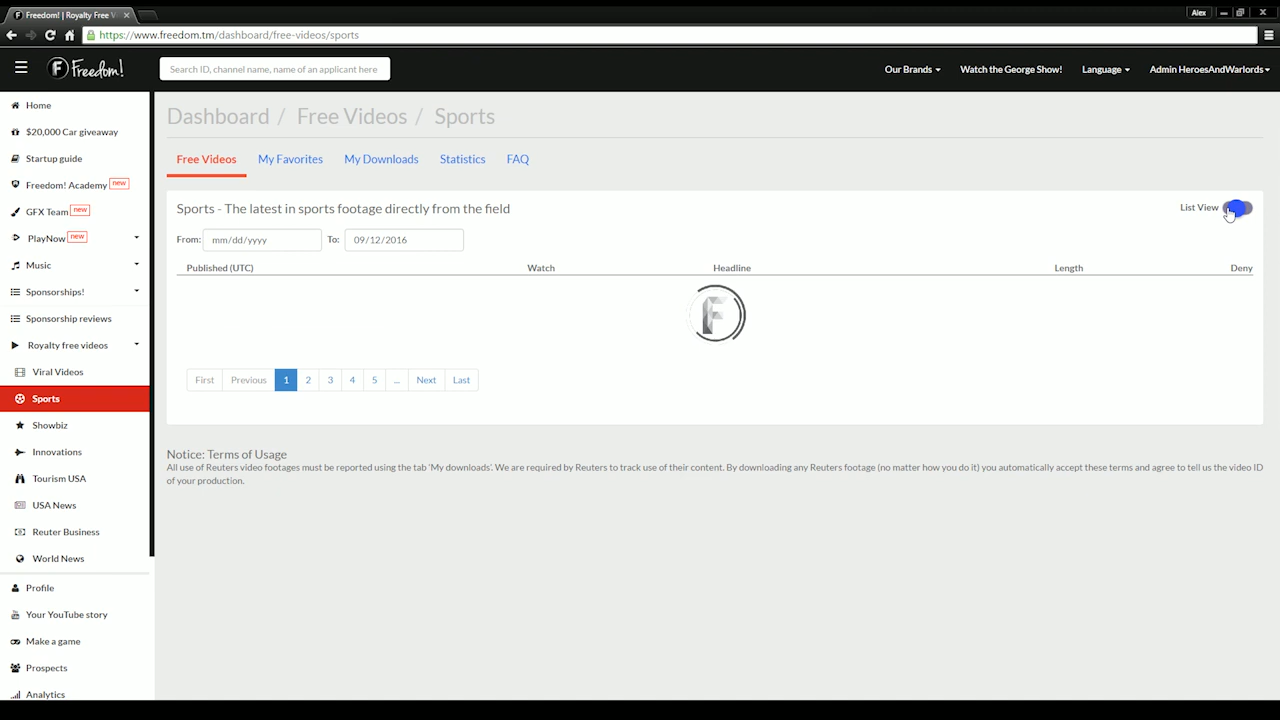 Freedom! | Royalty Free V
Alex
https://www.freedom.tm/dashboard/free-videos/sports
Freedom!
Search ID, channel name, name of an applicant here
Our Brands
Watch the George Show!
Language
Admin HeroesAndWarlords
Home
$20,000 Car giveaway
Startup guide
Freedom! Academy new
GFX Team new
PlayNow new
Music
Sponsorships!
Sponsorship reviews
Royalty free videos
Viral Videos
Sports
Showbiz
Innovations
Tourism USA
USA News
Reuter Business
World News
Profile
Your YouTube story
Make a game
Prospects
Analytics
Dashboard / Free Videos / Sports
Free Videos
My Favorites
My Downloads
Statistics
FAQ
Sports - The latest in sports footage directly from the field
List View
From: mm/dd/yyyy To: 09/12/2016
Published (UTC) Watch Headline Length Deny
F
First Previous 1 2 3 4 5 ... Next Last
Notice: Terms of Usage
All use of Reuters video footages must be reported using the tab 'My downloads'. We are required by Reuters to track use of their content. By downloading any Reuters footage (no matter how you do it) you automatically accept these terms and agree to tell us the video ID
of your production.